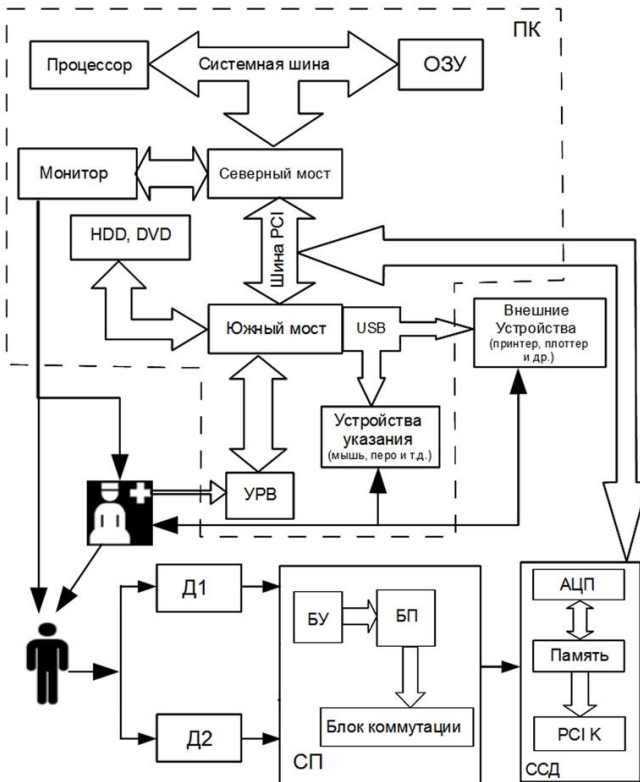 ПК
Процессор
Системная шина
ОЗУ
Монитор
Северный мост
HDD, DVD
Шина PCI
Южный мост
USB
Внешние
Устройства
(принтер, плоттер
и др.)
Устройства
указания
(мышь, перо и т.д.)
УРВ
Д1
Д2
БУ
БП
Блок коммутации
СП
АЦП
Память
PCI К
ССД